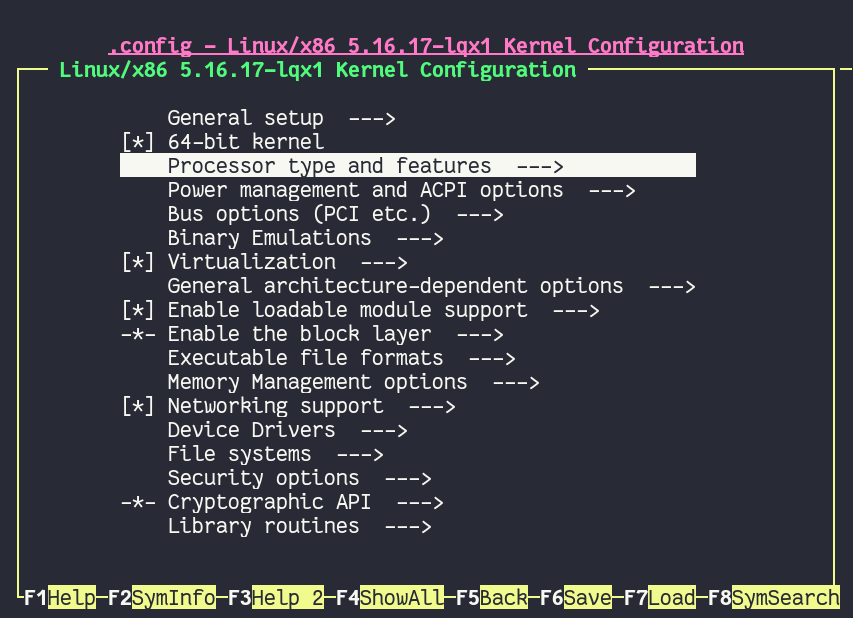 .config - Linux/x86 5.16.17-lqx1 Kernel Configuration
Linux/x86 5.16.17-lqx1 Kernel Configuration
General setup --->
[*] 64-bit kernel
Processor type and features --->
Power management and ACPI options --->
Bus options (PCI etc.) --->
Binary Emulations --->
[*] Virtualization --->
General architecture-dependent options --->
[*] Enable loadable module support --->
-*- Enable the block layer --->
Executable file formats --->
Memory Management options --->
[*] Networking support --->
Device Drivers --->
File systems --->
Security options --->
-*- Cryptographic API --->
Library routines --->
F1Help-F2SymInfo-F3Help 2-F4ShowAll-F5Back-F6Save-F7Load-F8SymSearch